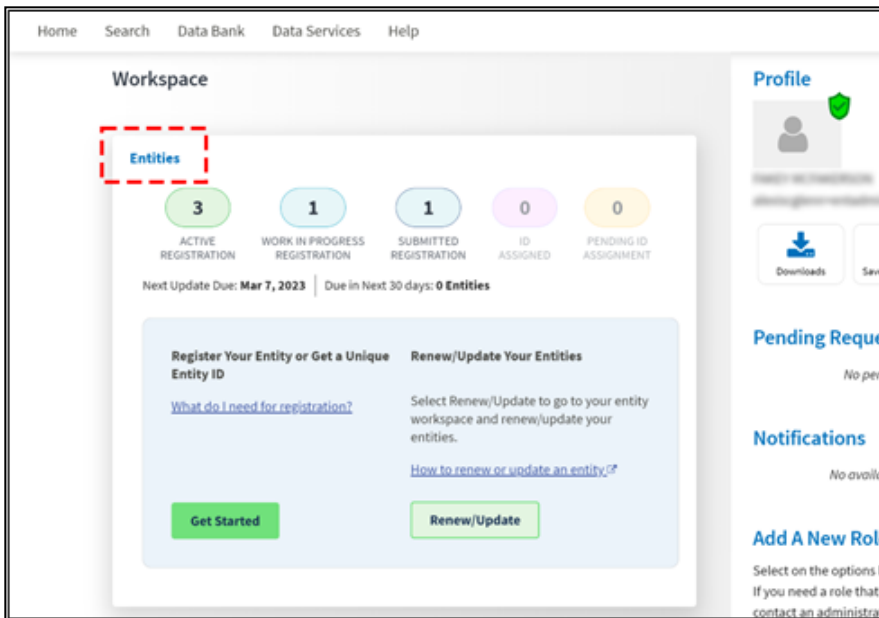 Home Search Data Bank Data Services Help
Workspace
Entities
3 1 1 0 0
ACTIVE REGISTRATION
WORK IN PROGRESS REGISTRATION
SUBMITTED REGISTRATION
ID ASSIGNED
PENDING ID ASSIGNMENT
Next Update Due: Mar 7, 2023 Due in Next 30 days: 0 Entities
Register Your Entity or Get a Unique
Entity ID
What do I need for registration?
Get Started
Renew/Update Your Entities
Select Renew/Update to go to your entity
workspace and renew/update your
entities.
How to renew or update an entity
Renew/Update
Profile
Downloads
Pending
Notifications
No
Add A New
Select on the options
If you need a role that
contact an